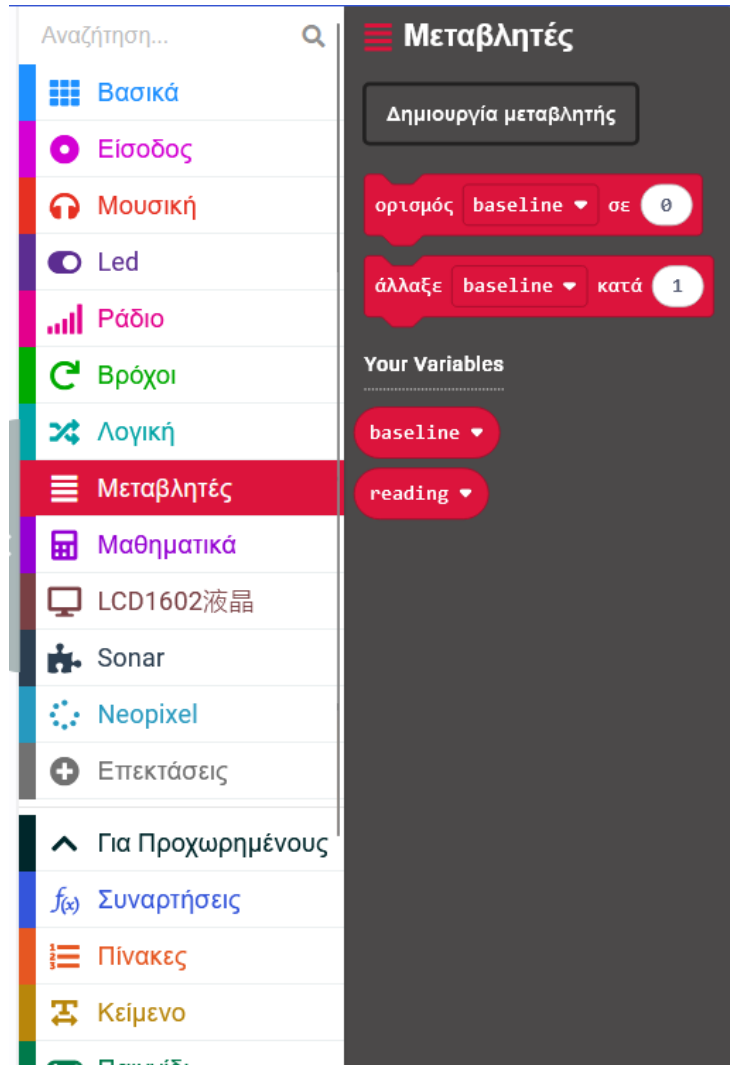 Αναζήτηση...
Βασικά
Είσοδος
Μουσική
Led
Ράδιο
Βρόχοι
Λογική
Μεταβλητές
Μαθηματικά
LCD1602液晶
Sonar
Neopixel
Επεκτάσεις
Για Προχωρημένους
f(x) Συναρτήσεις
Πίνακες
Κείμενο
Μεταβλητές
Δημιουργία μεταβλητής
ορισμός baseline σε 0
άλλαξε baseline κατά 1
Your Variables
baseline
reading